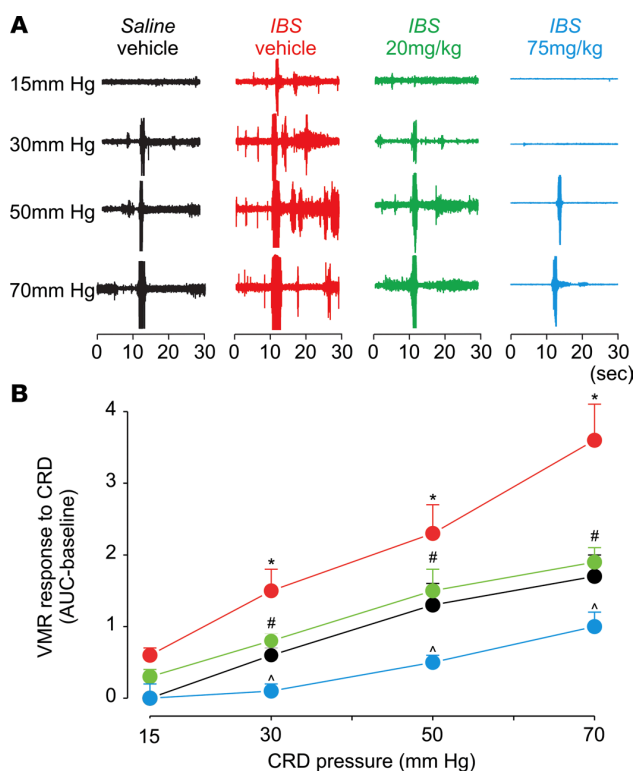 A
Saline IBS IBS IBS
vehicle vehicle 20mg/kg 75mg/kg
15mm Hg
30mm Hg
50mm Hg
70mm Hg
0 10 20 30 0 10 20 30 0 10 20 30 0 10 20 30
(sec)
B
VMR response to CRD
(AUC-baseline)
4
*
3
*
#
2
*
#
^
#
1
^
^
0
15 30 50 70
CRD pressure (mm Hg)